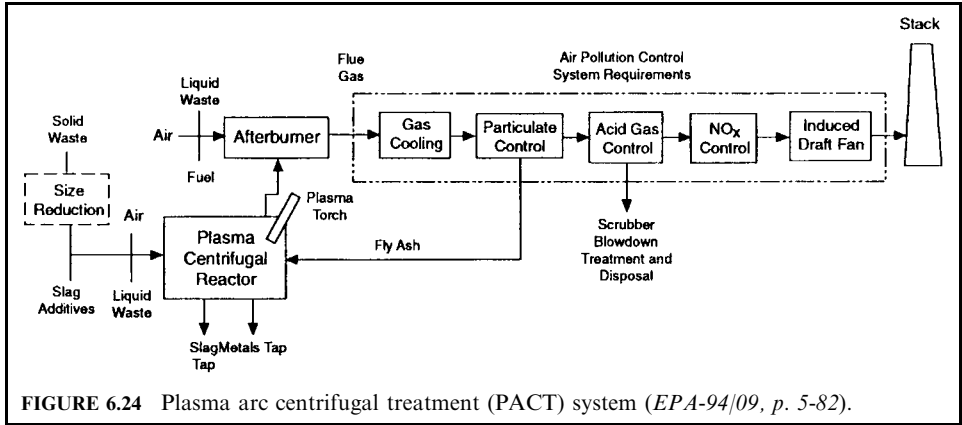 Stack
Air Pollution Control
System Requirements
Flue
Gas
Liquid
Waste
Solid
Waste
Air
Afterburner
Gas
Cooling
Particulate
Control
Acid Gas
Control
NOx
Control
Induced
Draft Fan
Fuel
Size
Reduction
Plasma
Torch
Air
Plasma
Centrifugal
Reactor
Fly Ash
Scrubber
Blowdown
Treatment and
Disposal
Slag
Additives
Liquid
Waste
Slag
Tap
Metals Tap
FIGURE 6.24 Plasma arc centrifugal treatment (PACT) system (EPA-94/09, p. 5-82).